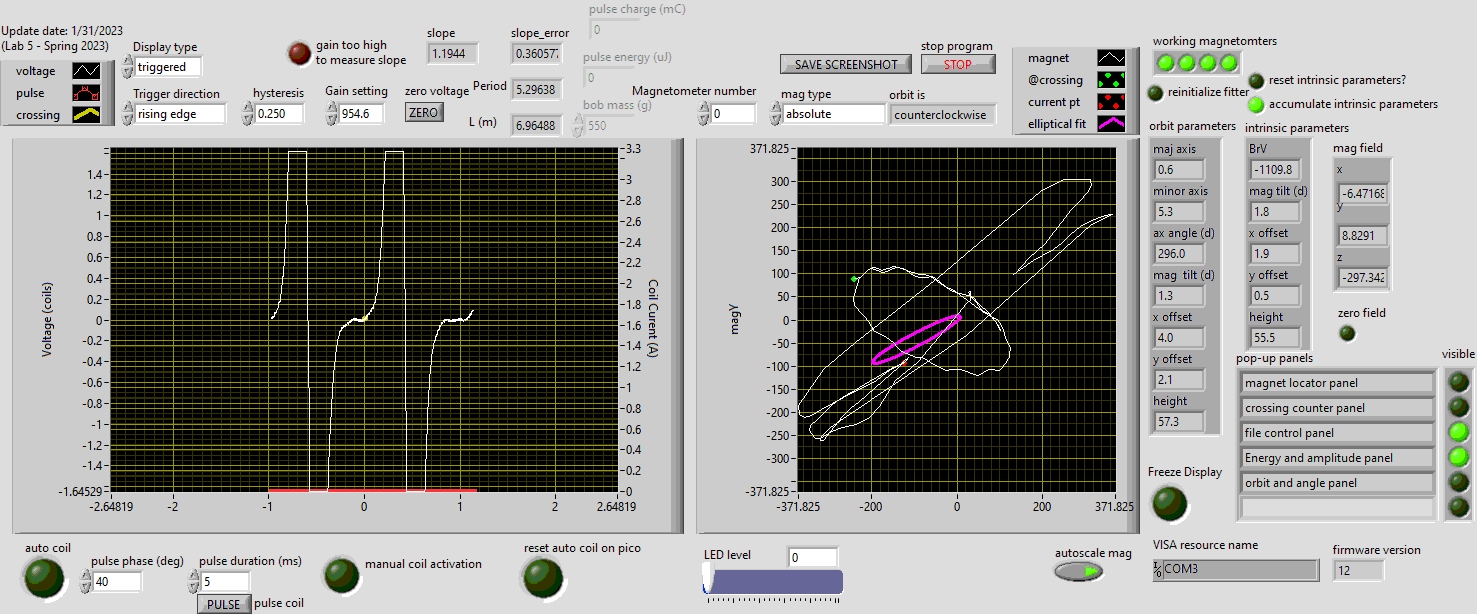 Update date: 1/31/2023
(Lab 5 - Spring 2023)
voltage
pulse
crossing
Display type
triggered
Trigger direction
rising edge
hysteresis
0.250
gain too high
to measure slope
Gain setting
954.6
zero voltage
ZERO
slope
1.1944
Period
5.29638
L (m)
6.96488
slope_error
0.36057
pulse charge (mC)
0
pulse energy (uJ)
0
bob mass (g)
550
Magnetometer number
0
SAVE SCREENSHOT
stop program
STOP
mag type
absolute
orbit is
counterclockwise
magnet
@crossing
current pt
elliptical fit
working magnetomters
reinitialize fitter
reset intrinsic parameters?
accumulate intrinsic parameters
Voltage (coils)
1.4
1
0.8
0.6
0.4
0.2
0
-0.2
-0.4
-0.6
-0.8
-1
-1.2
-1.4
-1.64529
-2.64819
-2
-1
0
1
2
2.64819
3.3
3
2.8
2.6
2.4
2.2
2
1.8
1.6
1.4
1.2
1
0.8
0.6
0.4
0.2
0
Coil Current (A)
magy
371.825
300
250
200
150
100
50
0
-50
-100
-150
-200
-250
-300
-371.825
-371.825
-200
0
200
371.825
orbit parameters
maj axis
0.6
minor axis
5.3
ax angle (d)
296.0
mag tilt (d)
1.3
x offset
4.0
y offset
2.1
height
57.3
intrinsic parameters
BrV
-1109.8
mag tilt (d)
1.8
x offset
1.9
y offset
0.5
height
55.5
mag field
x
-6.47168
y
8.8291
z
-297.342
zero field
pop-up panels
visible
magnet locator panel
crossing counter panel
file control panel
Energy and amplitude panel
orbit and angle panel
Freeze Display
auto coil
pulse phase (deg)
40
pulse duration (ms)
5
PULSE
pulse coil
manual coil activation
reset auto coil on pico
LED level
0
autoscale mag
VISA resource name
I/0 COM3
firmware version
12